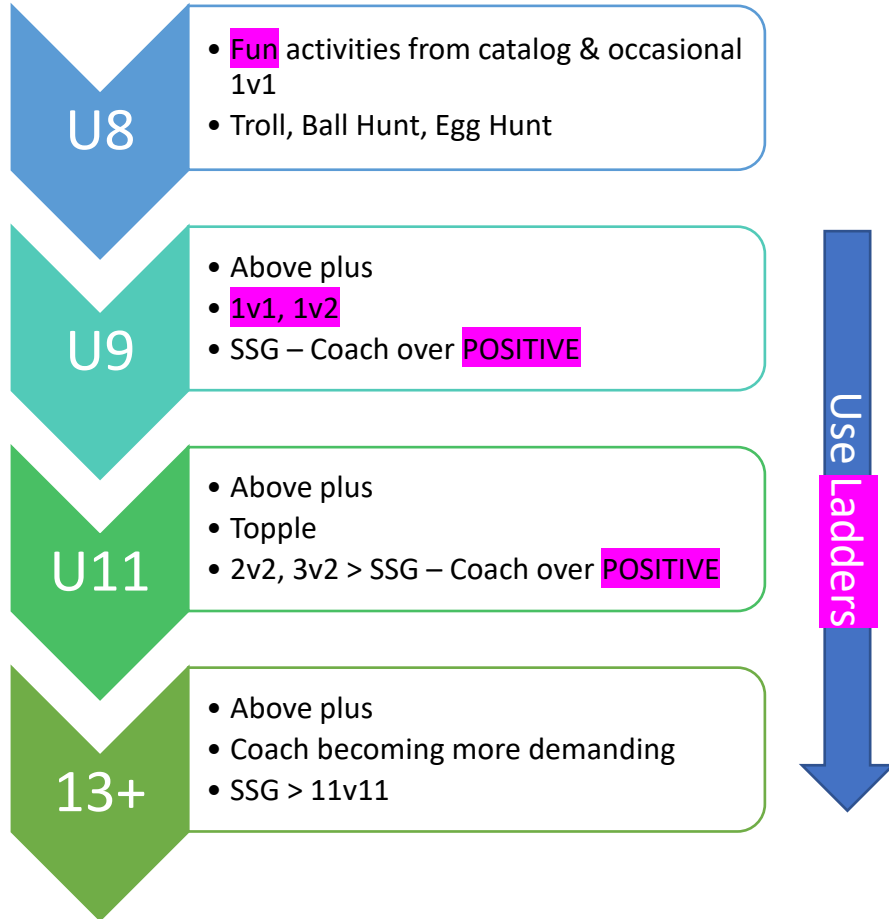 U8
• Fun activities from catalog & occasional
1v1
• Troll, Ball Hunt, Egg Hunt
U9
• Above plus
• 1v1, 1v2
• SSG – Coach over POSITIVE
U11
• Above plus
• Topple
• 2v2, 3v2 > SSG – Coach over POSITIVE
13+
• Above plus
• Coach becoming more demanding
• SSG > 11v11
Use Ladders